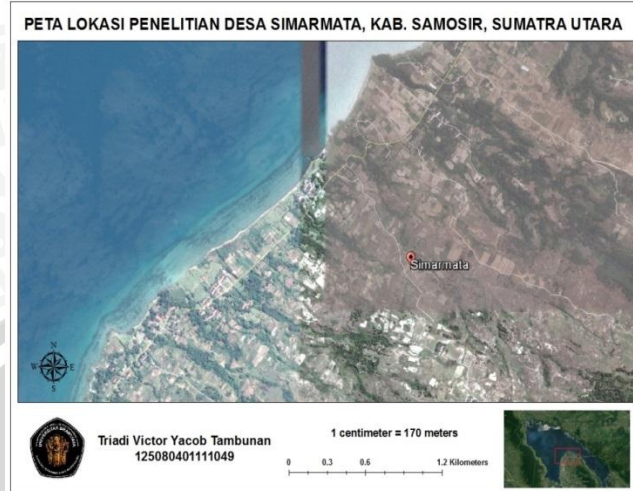 PETA LOKASI PENELITIAN DESA SIMARMATA, KAB. SAMOSIR, SUMATRA UTARA
Simarmata
N
W E
S
Triadi Victor Yacob Tambunan
125080401111049
1 centimeter = 170 meters
0 0.3 0.6 1.2 Kilometers